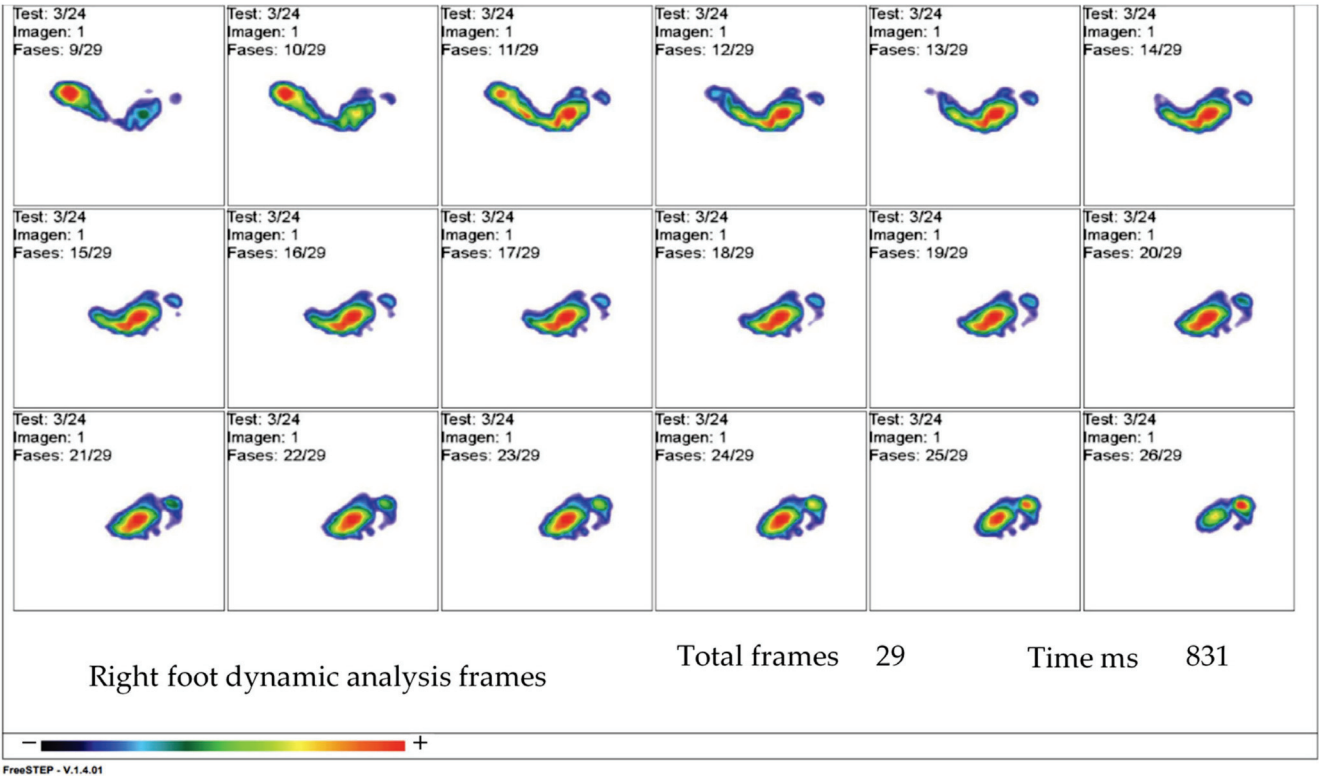 Test: 3/24
Imagen: 1
Fases: 9/29
Test: 3/24
Imagen: 1
Fases: 10/29
Test: 3/24
Imagen: 1
Fases: 11/29
Test: 3/24
Imagen: 1
Fases: 12/29
Test: 3/24
Imagen: 1
Fases: 13/29
Test: 3/24
Imagen: 1
Fases: 14/29
Test: 3/24
Imagen: 1
Fases: 15/29
Test: 3/24
Imagen: 1
Fases: 16/29
Test: 3/24
Imagen: 1
Fases: 17/29
Test: 3/24
Imagen: 1
Fases: 18/29
Test: 3/24
Imagen: 1
Fases: 19/29
Test: 3/24
Imagen: 1
Fases: 20/29
Test: 3/24
Imagen: 1
Fases: 21/29
Test: 3/24
Imagen: 1
Fases: 22/29
Test: 3/24
Imagen: 1
Fases: 23/29
Test: 3/24
Imagen: 1
Fases: 24/29
Test: 3/24
Imagen: 1
Fases: 25/29
Test: 3/24
Imagen: 1
Fases: 26/29
Right foot dynamic analysis frames
Total frames 29
Time ms 831
− +
FreeSTEP - V.1.4.01